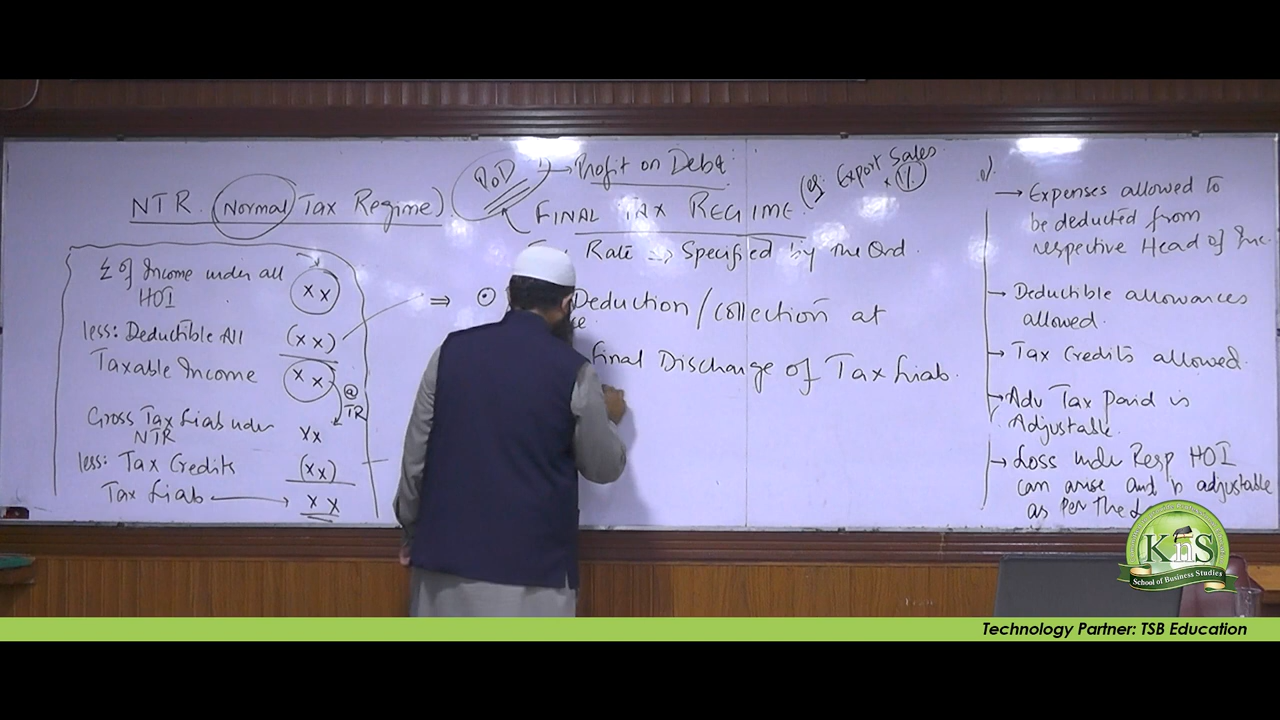 NTR. (Normal Tax Regime)
Σ of Income under all
HOI
x x
less: Deductible All
(x x)
Taxable Income
x x
@
TR
Gross Tax Liab under
NTR
xx
less: Tax Credits
(xx)
Tax Liab
x x
PoD
1) → Profit on Debt
(eg: Export Sales
x %
FINAL TAX REGIME
Rate → Specified by the Ord.
⇒ Deduction/collection at
Final Discharge of Tax Liab.
→ Expenses allowed to
be deducted from
respective Head of Inc.
→ Deductible allowances
allowed.
→ Tax Credits allowed.
→ Adv Tax paid is
Adjustable.
→ Loss under Resp HOI
can arise and is adjustable
as per the
KnS
School of Business Studies
Technology Partner: TSB Education